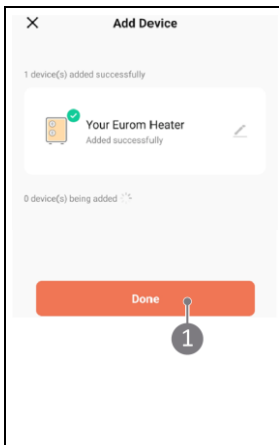 Add Device
1 device(s) added successfully
Your Eurom Heater
Added successfully
0 device(s) being added
Done
1